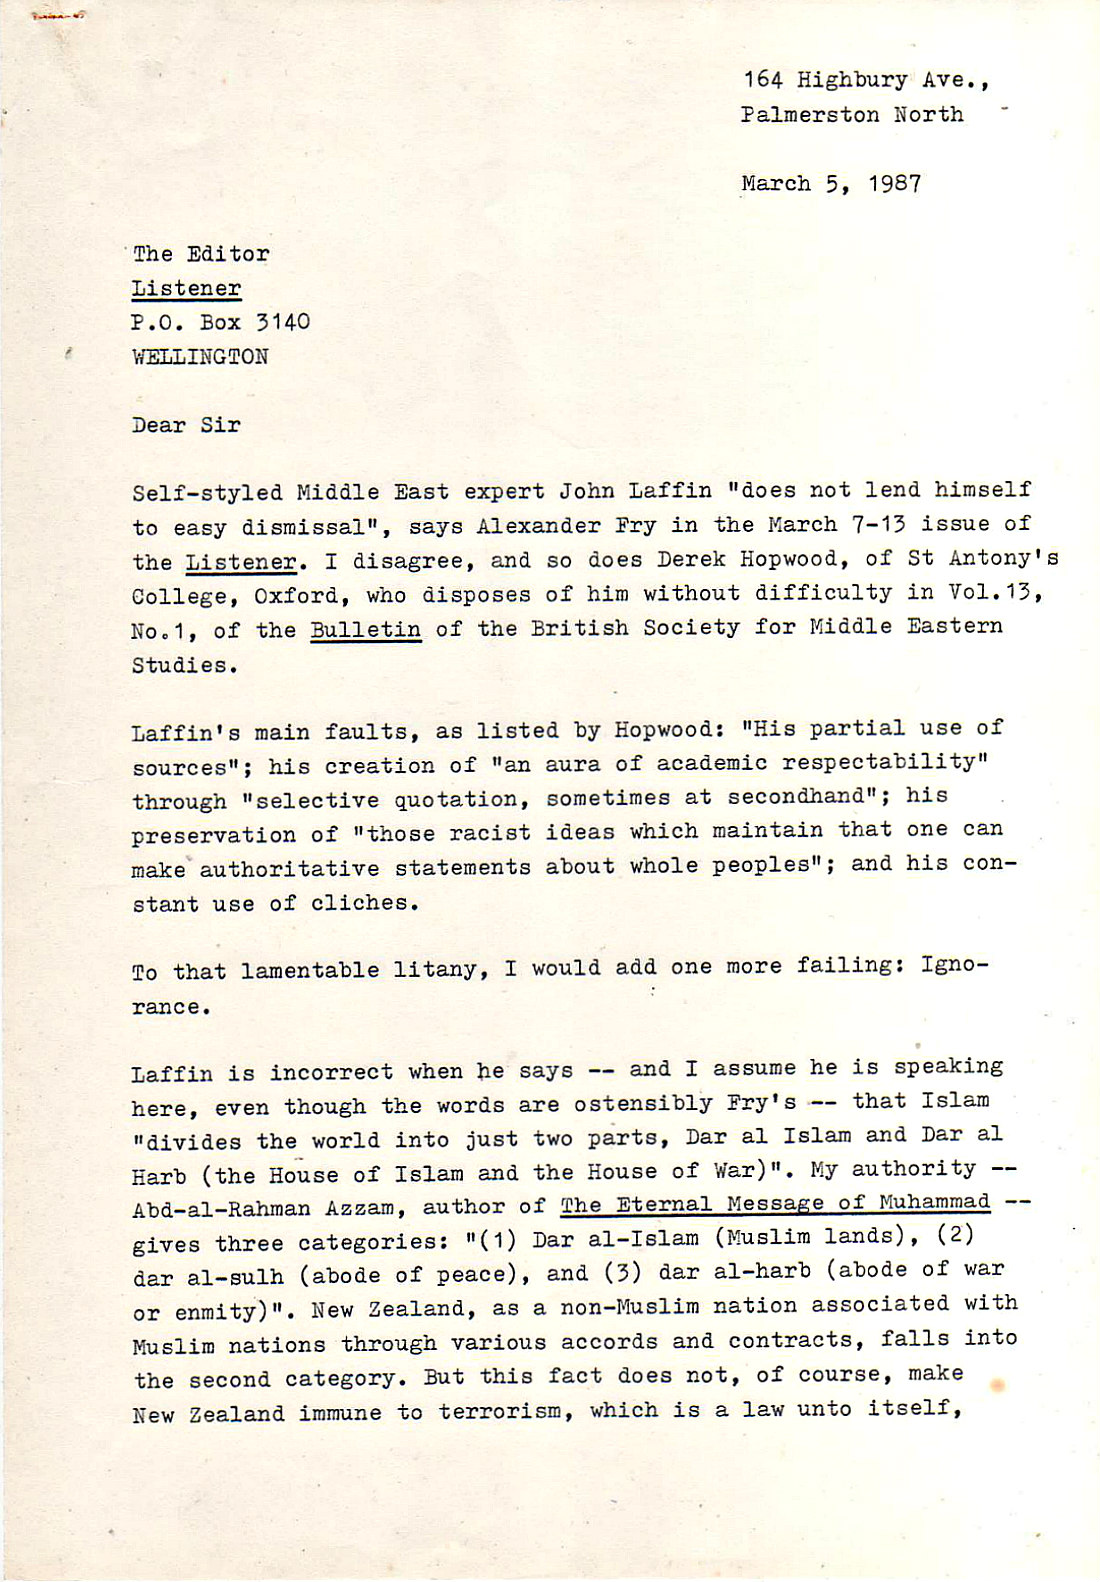 164 Highbury Ave.,
Palmerston North
March 5, 1987
The Editor
Listener
P.O. Box 3140
WELLINGTON
Dear Sir
Self-styled Middle East expert John Laffin "does not lend himself
to easy dismissal", says Alexander Fry in the March 7-13 issue of
the Listener. I disagree, and so does Derek Hopwood, of St Antony's
College, Oxford, who disposes of him without difficulty in Vol.13,
No.1, of the Bulletin of the British Society for Middle Eastern
Studies.
Laffin's main faults, as listed by Hopwood: "His partial use of
sources"; his creation of "an aura of academic respectability"
through "selective quotation, sometimes at secondhand"; his
preservation of "those racist ideas which maintain that one can
make authoritative statements about whole peoples"; and his con-
stant use of cliches.
To that lamentable litany, I would add one more failing: Igno-
rance.
Laffin is incorrect when he says -- and I assume he is speaking
here, even though the words are ostensibly Fry's -- that Islam
"divides the world into just two parts, Dar al Islam and Dar al
Harb (the House of Islam and the House of War)". My authority --
Abd-al-Rahman Azzam, author of The Eternal Message of Muhammad --
gives three categories: "(1) Dar al-Islam (Muslim lands), (2)
dar al-sulh (abode of peace), and (3) dar al-harb (abode of war
or enmity)". New Zealand, as a non-Muslim nation associated with
Muslim nations through various accords and contracts, falls into
the second category. But this fact does not, of course, make
New Zealand immune to terrorism, which is a law unto itself,